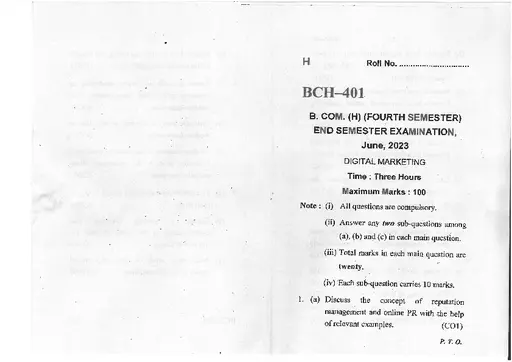 H Roll No. ..............................
BCH–401
B. COM. (H) (FOURTH SEMESTER)
END SEMESTER EXAMINATION,
June, 2023
DIGITAL MARKETING
Time : Three Hours
Maximum Marks : 100
Note : (i) All questions are compulsory.
(ii) Answer any two sub-questions among
(a), (b) and (c) in each main question.
(iii) Total marks in each main question are
twenty.
(iv) Each sub-question carries 10 marks.
1. (a) Discuss the concept of reputation
management and online PR with the help
of relevant examples. (CO1)
P. T. O.